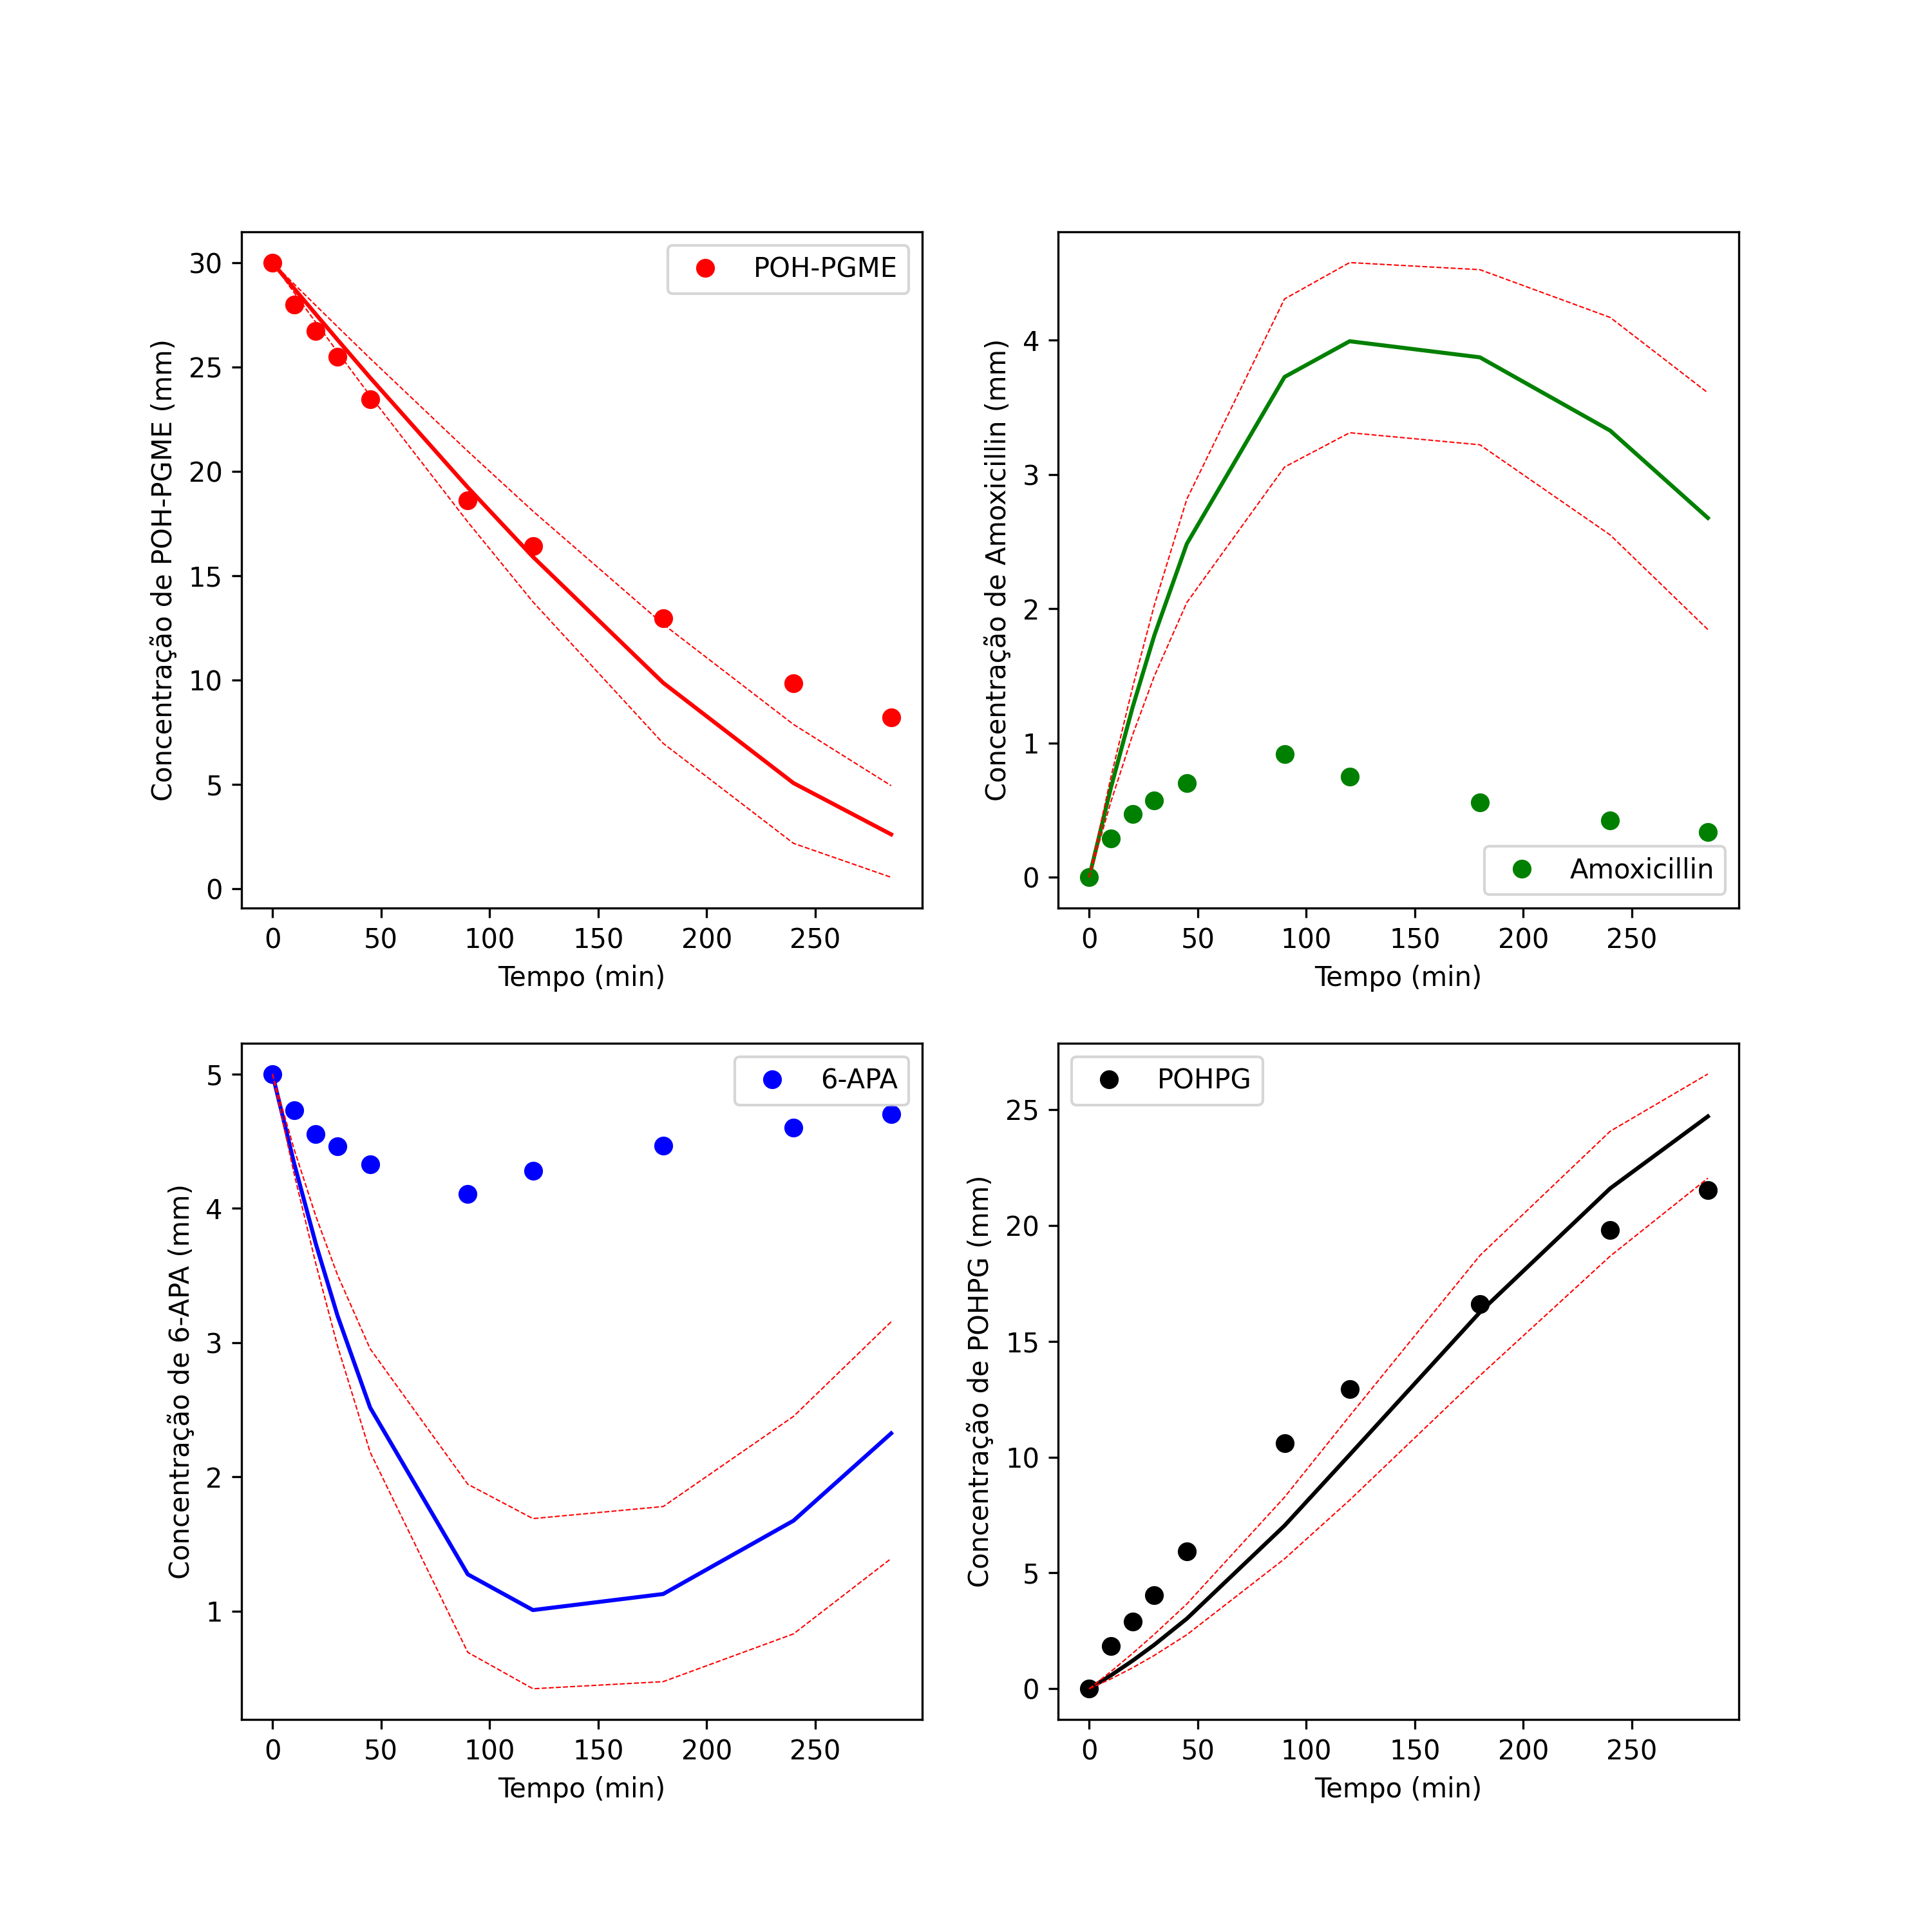 POH-PGME
Concentração de POH-PGME (mm)
30
25
20
15
10
5
0
0 50 100 150 200 250
Tempo (min)
Amoxicillin
Concentração de Amoxicillin (mm)
4
3
2
1
0
0 50 100 150 200 250
Tempo (min)
6-APA
Concentração de 6-APA (mm)
5
4
3
2
1
0 50 100 150 200 250
Tempo (min)
POHPG
Concentração de POHPG (mm)
25
20
15
10
5
0
0 50 100 150 200 250
Tempo (min)